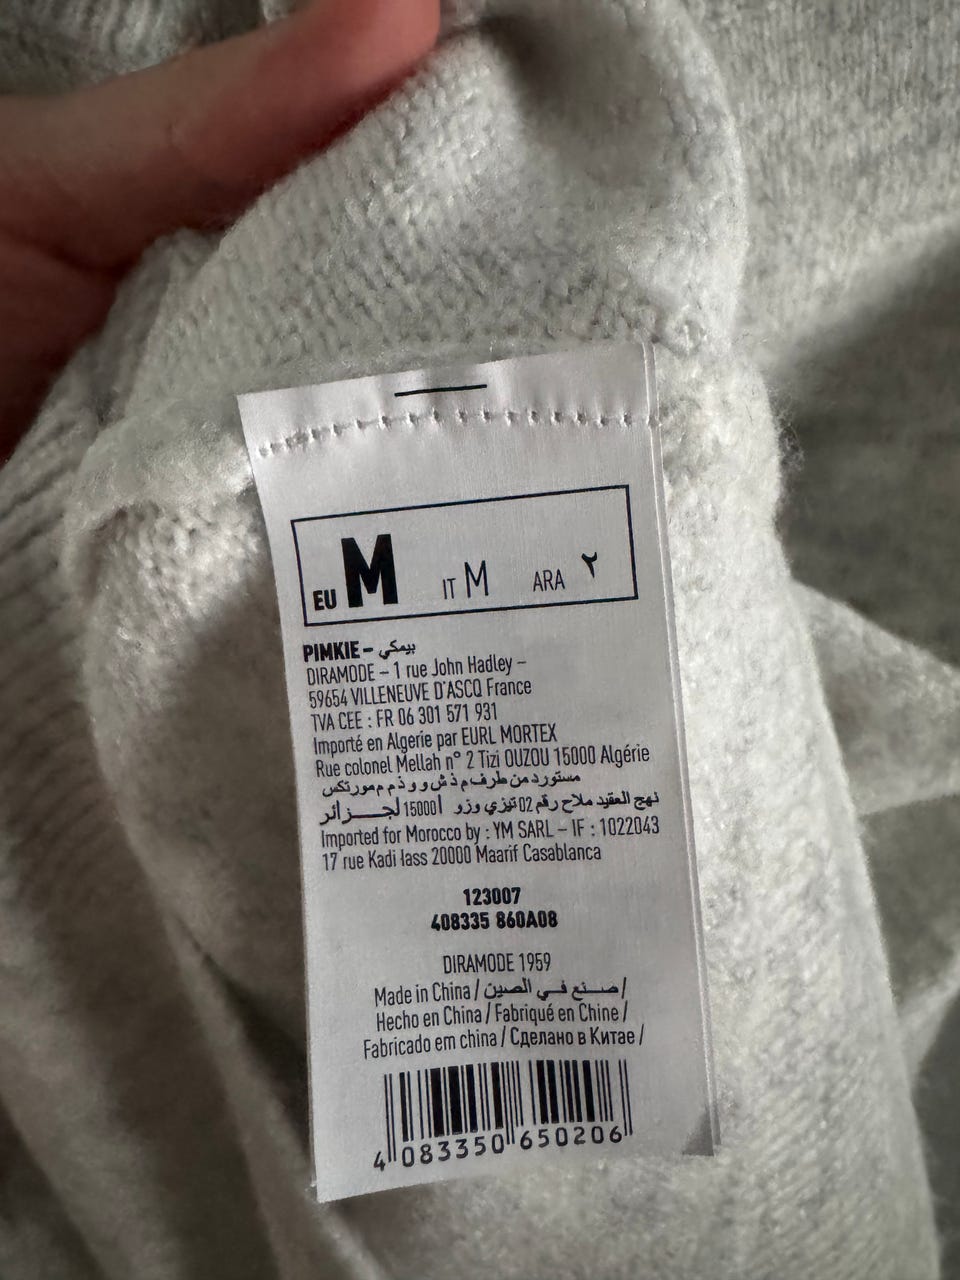 EU M IT M ARA ٢
PIMKIE – بيمكي
DIRAMODE – 1 rue John Hadley –
59654 VILLENEUVE D'ASCQ France
TVA CEE : FR 06 301 571 931
Importé en Algerie par EURL MORTEX
Rue colonel Mellah n° 2 Tizi OUZOU 15000 Algérie
مستورد من طرف م ذ ش و و ذ م م مورتكس
نهج العقيد ملاح رقم 02 تيزي وزو 15000 الجـــزائر
Imported for Morocco by : YM SARL – IF : 1022043
17 rue Kadi Iass 20000 Maarif Casablanca
123007
408335 860A08
DIRAMODE 1959
Made in China / صــنع فــي الصين /
Hecho en China / Fabriqué en Chine /
Fabricado em china / Сделано в Китае /
4 083350 650206